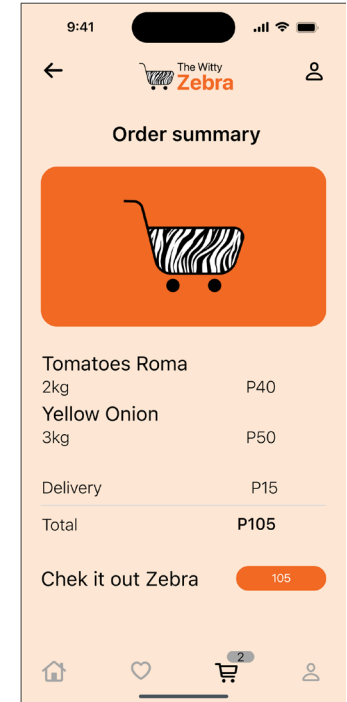 9:41
The Witty
Zebra
Order summary
Tomatoes Roma
2kg P40
Yellow Onion
3kg P50
Delivery P15
Total P105
Chek it out Zebra 105
2